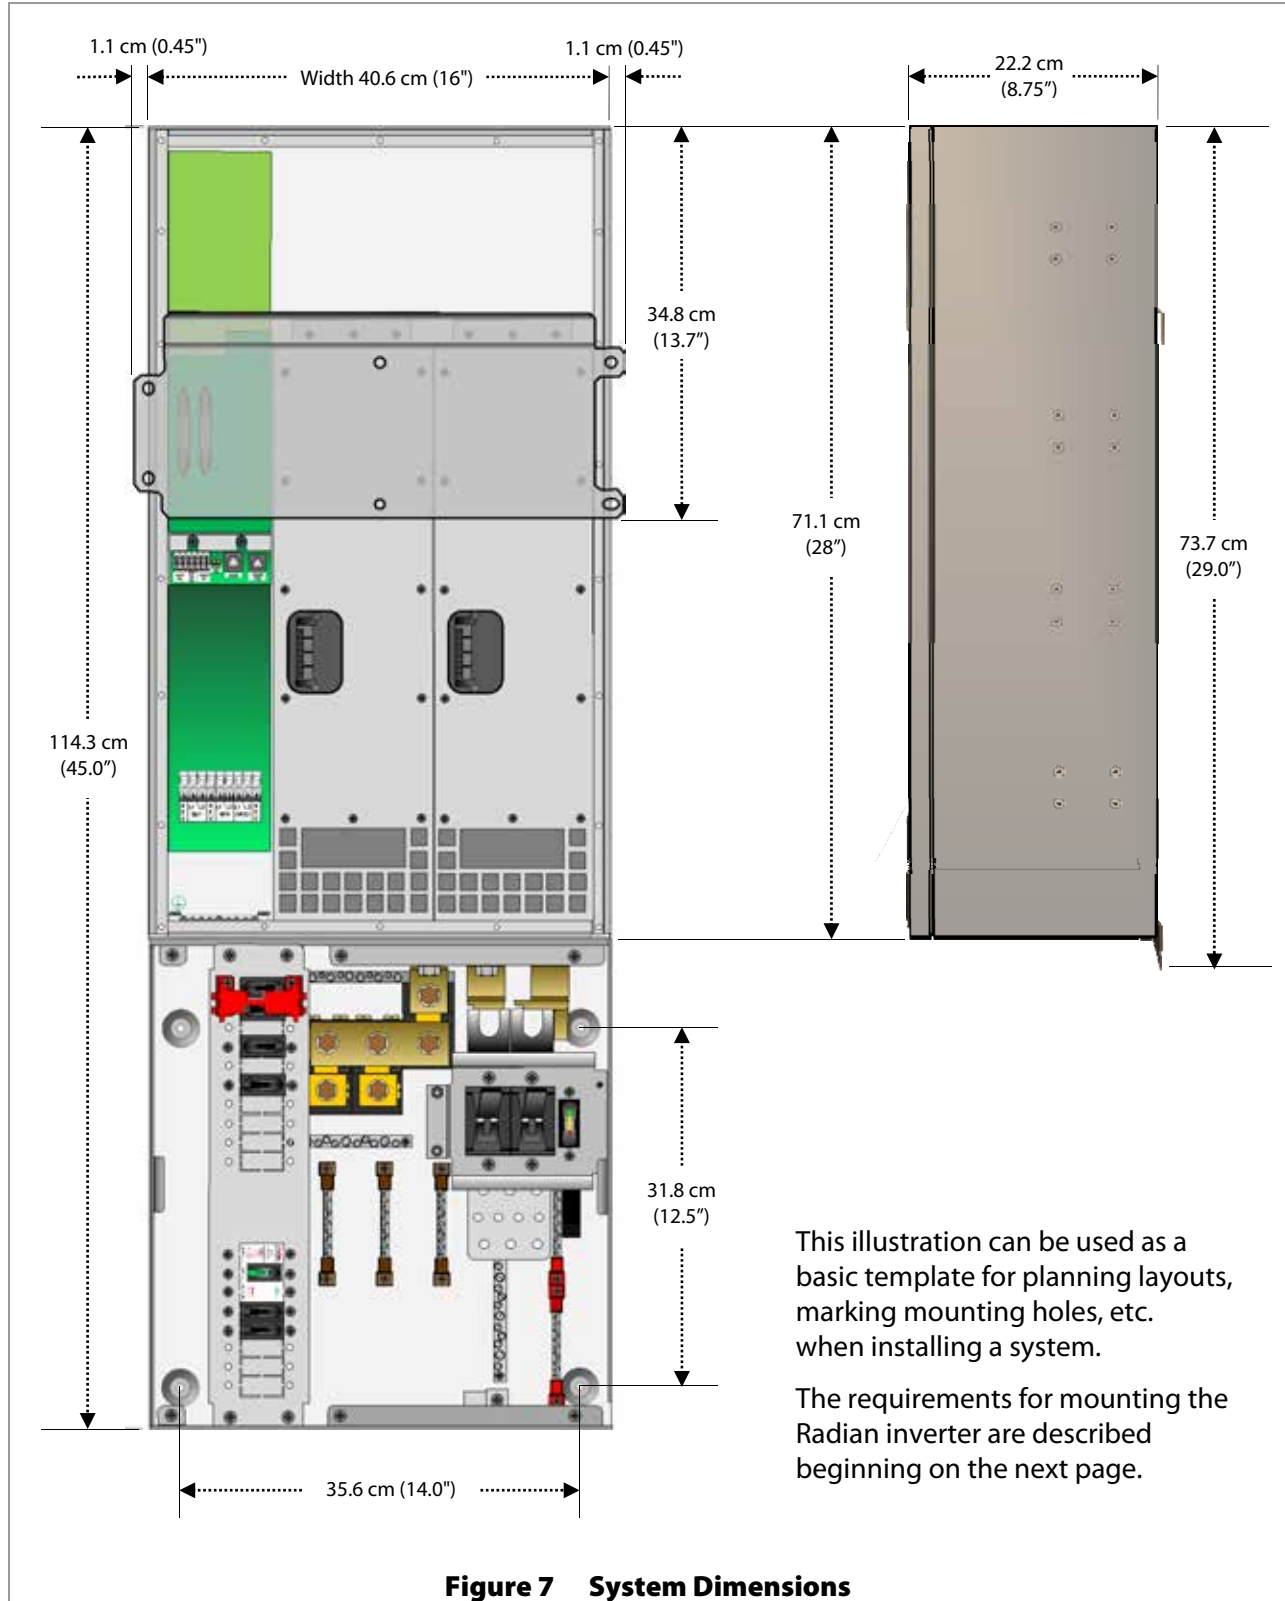 1.1 cm (0.45")
1.1 cm (0.45")
Width 40.6 cm (16")
22.2 cm
(8.75″)
34.8 cm
(13.7″)
71.1 cm
(28″)
73.7 cm
(29.0″)
114.3 cm
(45.0″)
31.8 cm
(12.5″)
This illustration can be used as a
basic template for planning layouts,
marking mounting holes, etc.
when installing a system.
The requirements for mounting the
Radian inverter are described
beginning on the next page.
35.6 cm (14.0")
Figure 7 System Dimensions